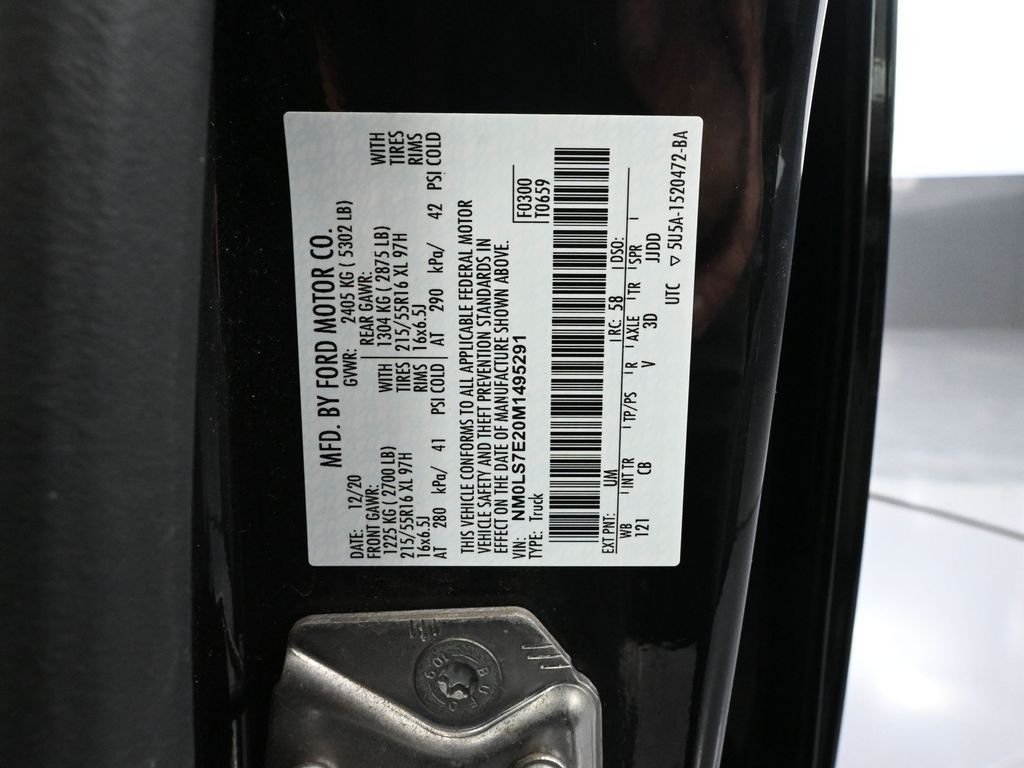 MFD. BY FORD MOTOR CO.
DATE: 12/20 GVWR: 2405 KG ( 5302 LB)
FRONT GAWR: REAR GAWR:
1225 KG ( 2700 LB) WITH 1304 KG ( 2875 LB) WITH
215/55R16 XL 97H TIRES 215/55R16 XL 97H TIRES
16x6.5J RIMS 16x6.5J RIMS
AT 280 kPa/ 41 PSI COLD AT 290 kPa/ 42 PSI COLD
THIS VEHICLE CONFORMS TO ALL APPLICABLE FEDERAL MOTOR
VEHICLE SAFETY AND THEFT PREVENTION STANDARDS IN
EFFECT ON THE DATE OF MANUFACTURE SHOWN ABOVE.
VIN: NM0LS7E20M1495291 F0300
TYPE: Truck T0659
EXT PNT: UM RC: 58 DSO:
WB INT TR TP/PS R AXLE TR SPR
121 CB V 3D JJDD
UTC ▽ 5U5A-1520472-BA